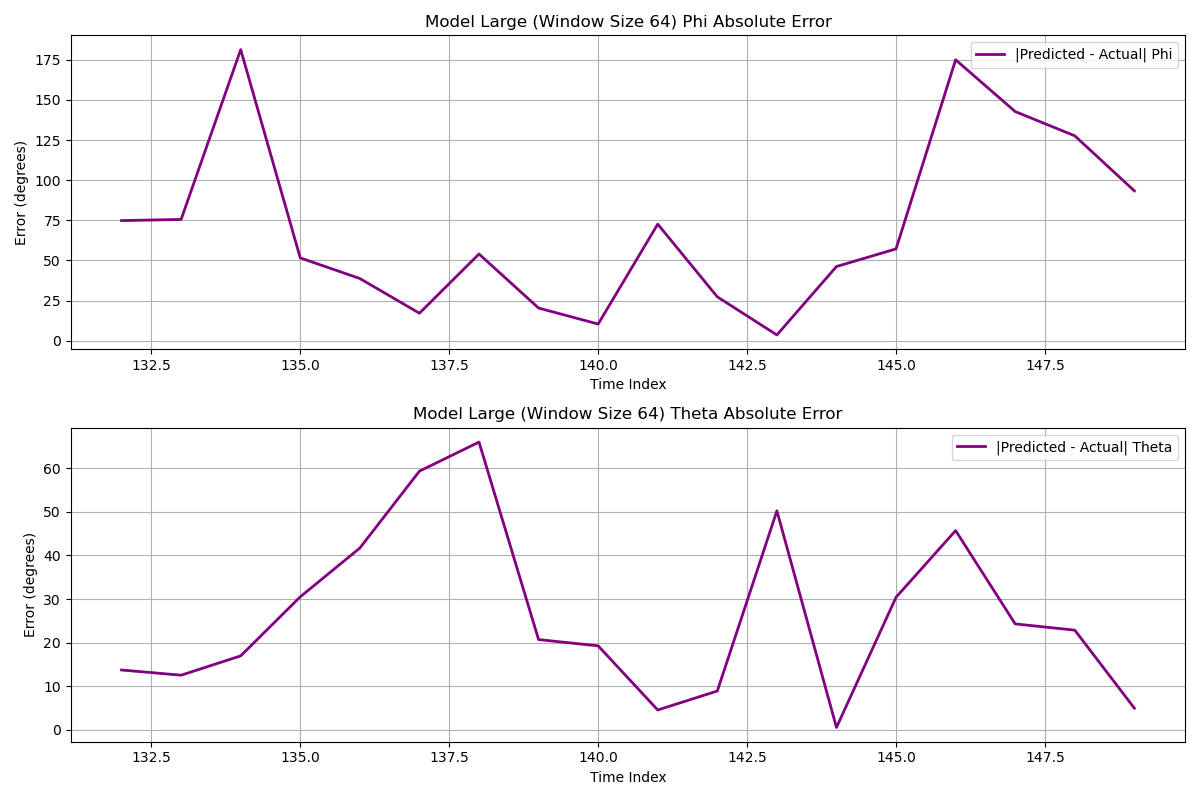 Model Large (Window Size 64) Phi Absolute Error
|Predicted - Actual| Phi
Error (degrees)
175
150
125
100
75
50
25
0
132.5 135.0 137.5 140.0 142.5 145.0 147.5
Time Index
Model Large (Window Size 64) Theta Absolute Error
|Predicted - Actual| Theta
Error (degrees)
60
50
40
30
20
10
0
132.5 135.0 137.5 140.0 142.5 145.0 147.5
Time Index